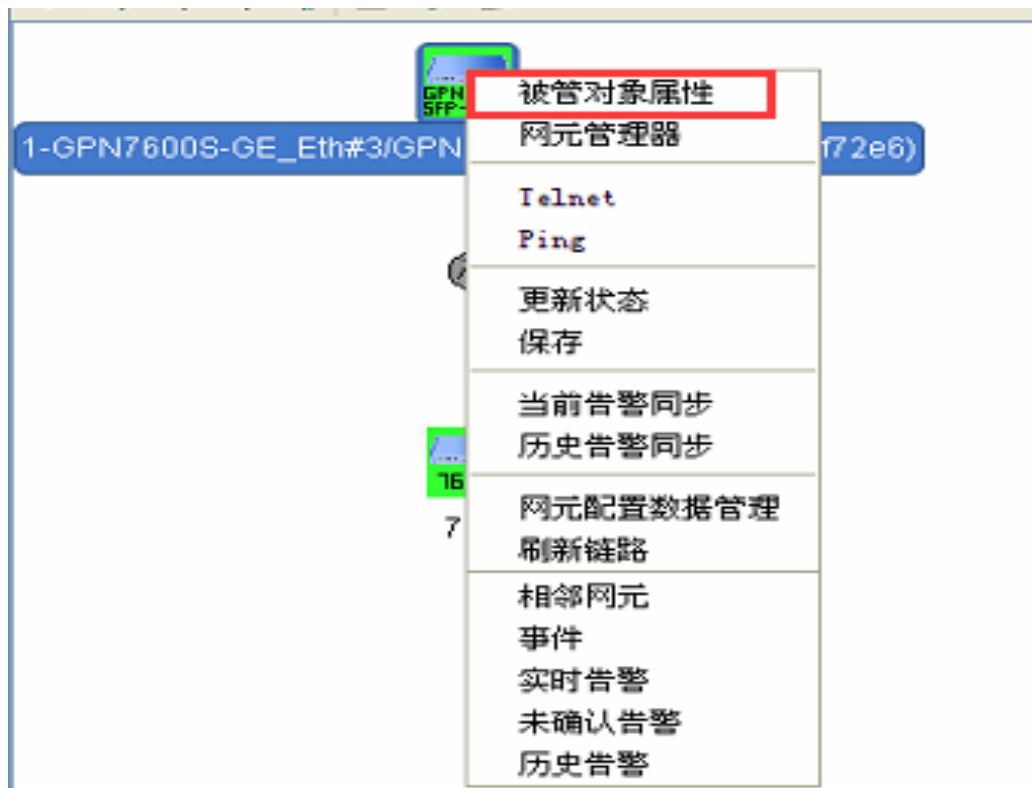 GPN
SFP-
被管对象属性
1-GPN7600S-GE_Eth#3/GPN
f72e6)
网元管理器
Telnet
Ping
更新状态
保存
当前告警同步
历史告警同步
76
7
网元配置数据管理
刷新链路
相邻网元
事件
实时告警
未确认告警
历史告警